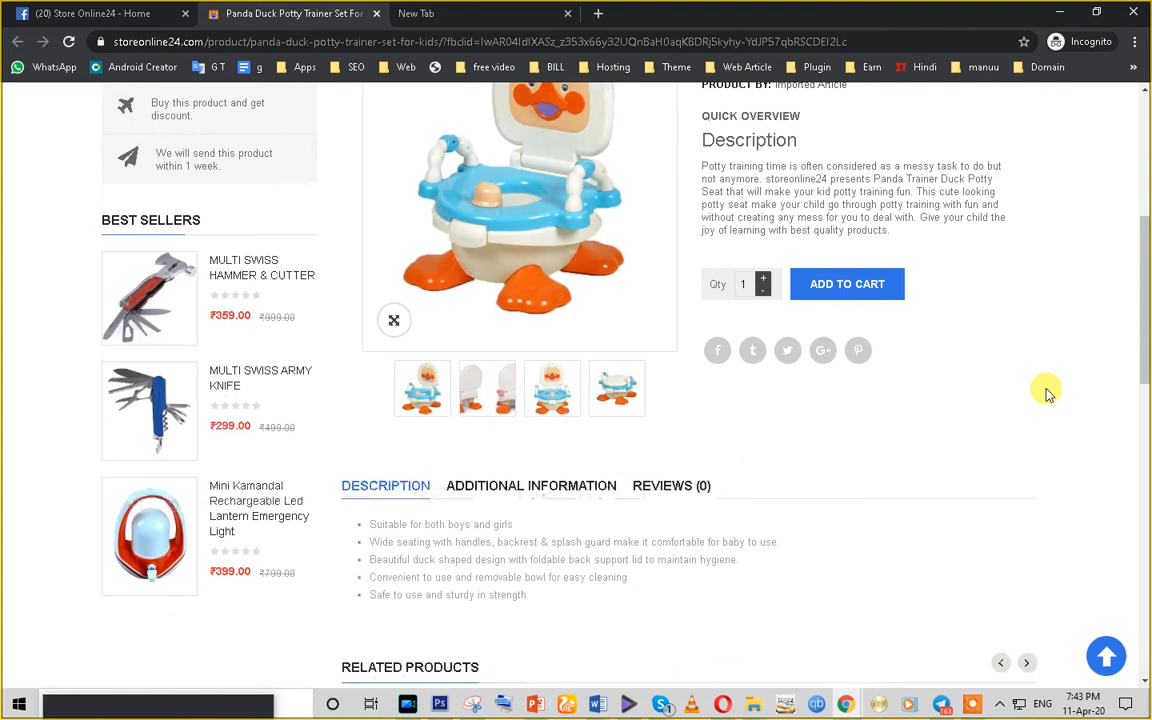 (20) Store Online24 - Home
Panda Duck Potty Trainer Set For
New Tab
storeonline24.com/product/panda-duck-potty-trainer-set-for-kids/?fbclid=IwAR04IdIXASz_z353x66y32UQnBaH0aqKBDRj5kyhy-YdJP57qbRSCDEI2Lc
Incognito
WhatsApp
Android Creator
G T
g
Apps
SEO
Web
free video
BILL
Hosting
Theme
Web Article
Plugin
Earn
Hindi
manuu
Domain
Buy this product and get
discount.
We will send this product
within 1 week.
BEST SELLERS
MULTI SWISS
HAMMER & CUTTER
₹359.00 ₹999.00
MULTI SWISS ARMY
KNIFE
₹299.00 ₹499.00
Mini Kamandal
Rechargeable Led
Lantern Emergency
Light
₹399.00 ₹799.00
PRODUCT BY: Imported Article
QUICK OVERVIEW
Description
Potty training time is often considered as a messy task to do but
not anymore. storeonline24 presents Panda Trainer Duck Potty
Seat that will make your kid potty training fun. This cute looking
potty seat make your child go through potty training with fun and
without creating any mess for you to deal with. Give your child the
joy of learning with best quality products.
Qty 1 + -
ADD TO CART
DESCRIPTION ADDITIONAL INFORMATION REVIEWS (0)
Suitable for both boys and girls
Wide seating with handles, backrest & splash guard make it comfortable for baby to use.
Beautiful duck shaped design with foldable back support lid to maintain hygiene.
Convenient to use and removable bowl for easy cleaning
Safe to use and sturdy in strength
RELATED PRODUCTS
ENG
7:43 PM
11-Apr-20